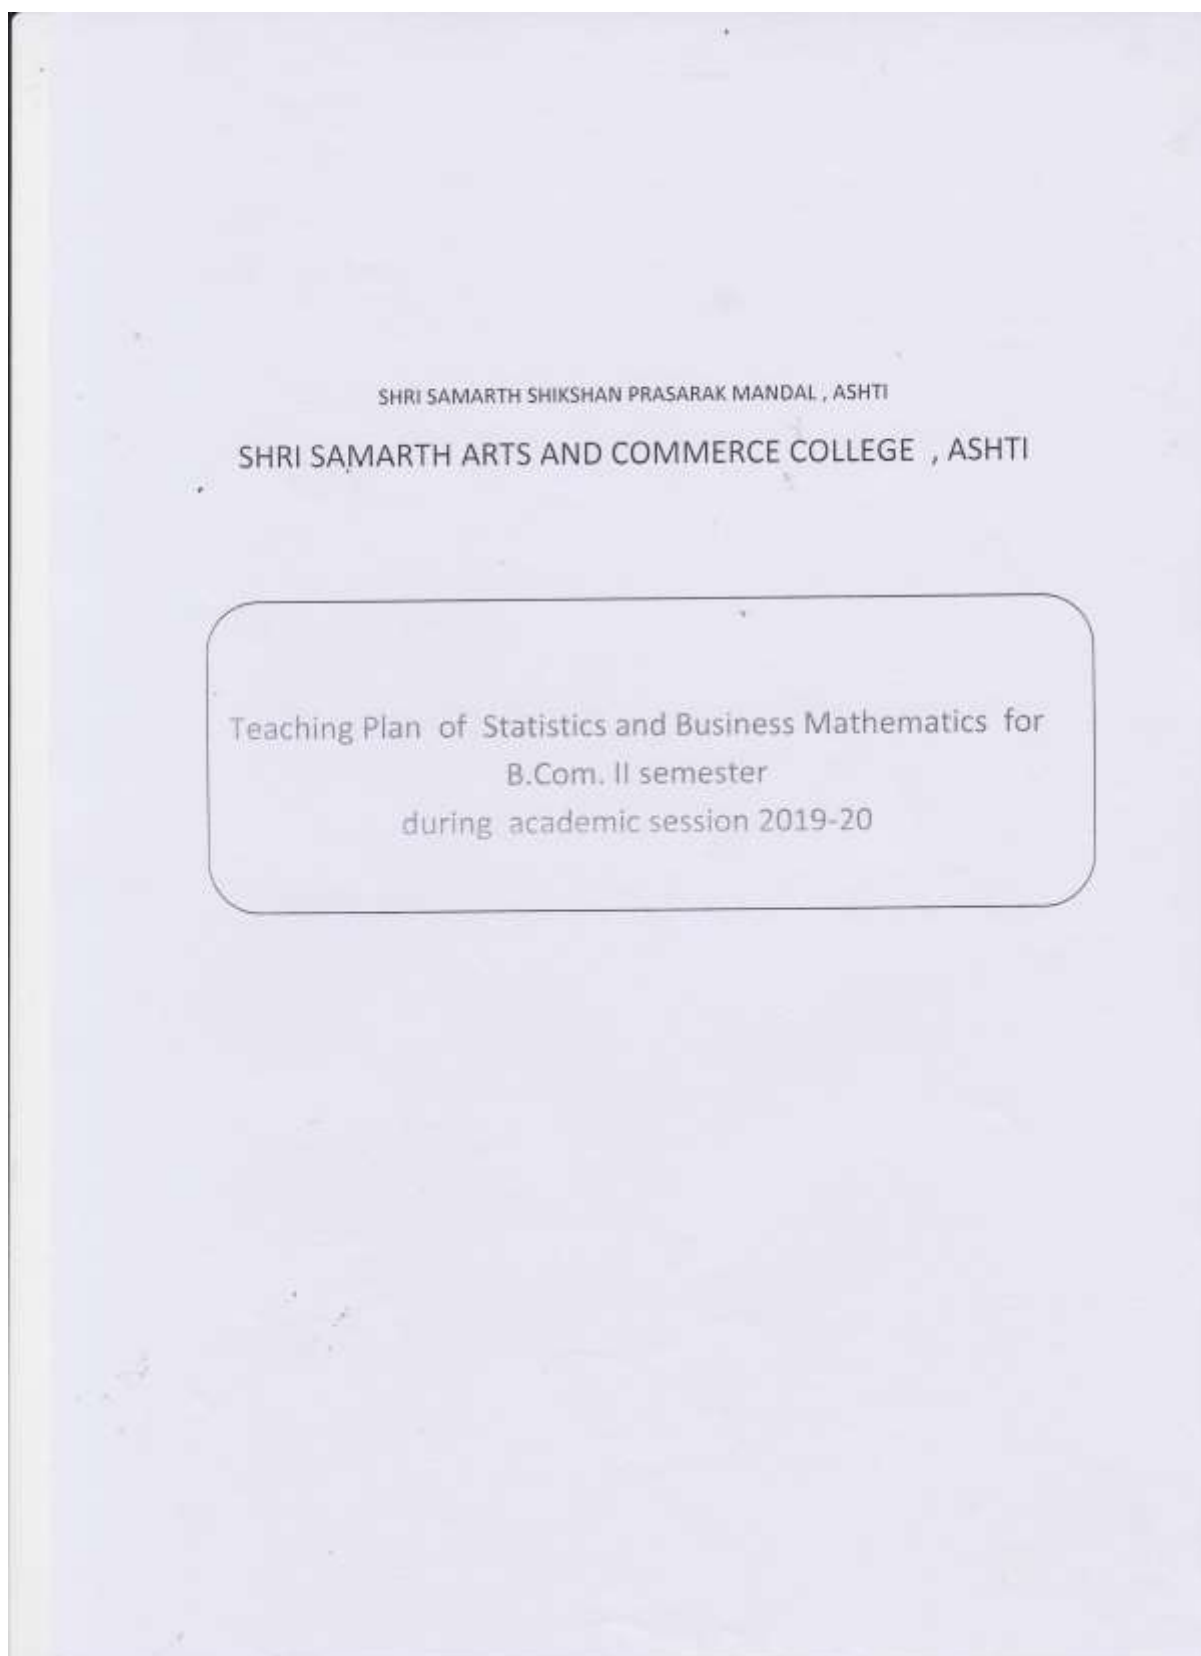 SHRI SAMARTH SHIKSHAN PRASARAK MANDAL , ASHTI
SHRI SAMARTH ARTS AND COMMERCE COLLEGE , ASHTI
Teaching Plan of Statistics and Business Mathematics for
B.Com. II semester
during academic session 2019-20